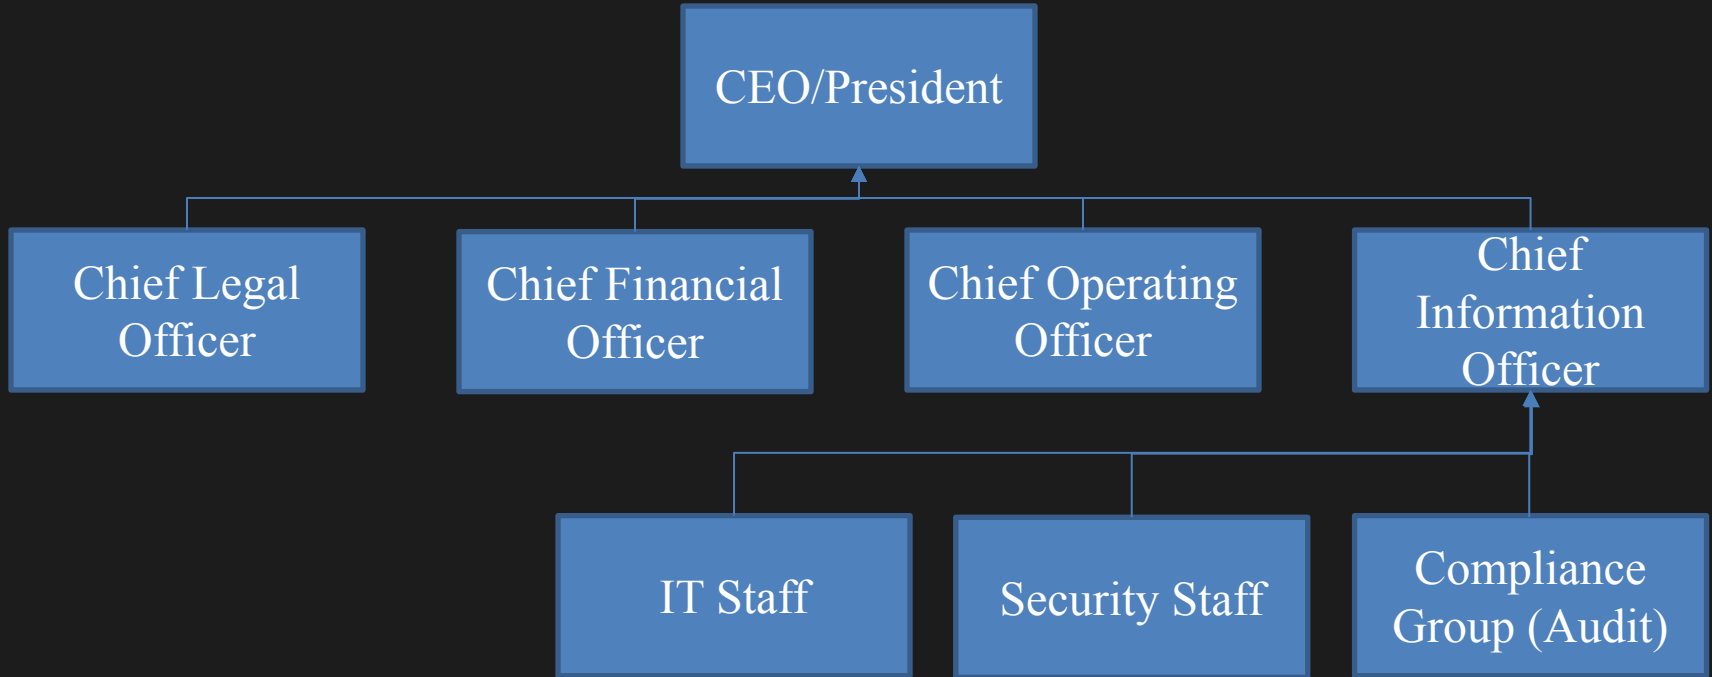 CEO/President
Chief Legal
Officer
Chief Financial
Officer
Chief Operating
Officer
Chief
Information
Officer
IT Staff
Security Staff
Compliance
Group (Audit)